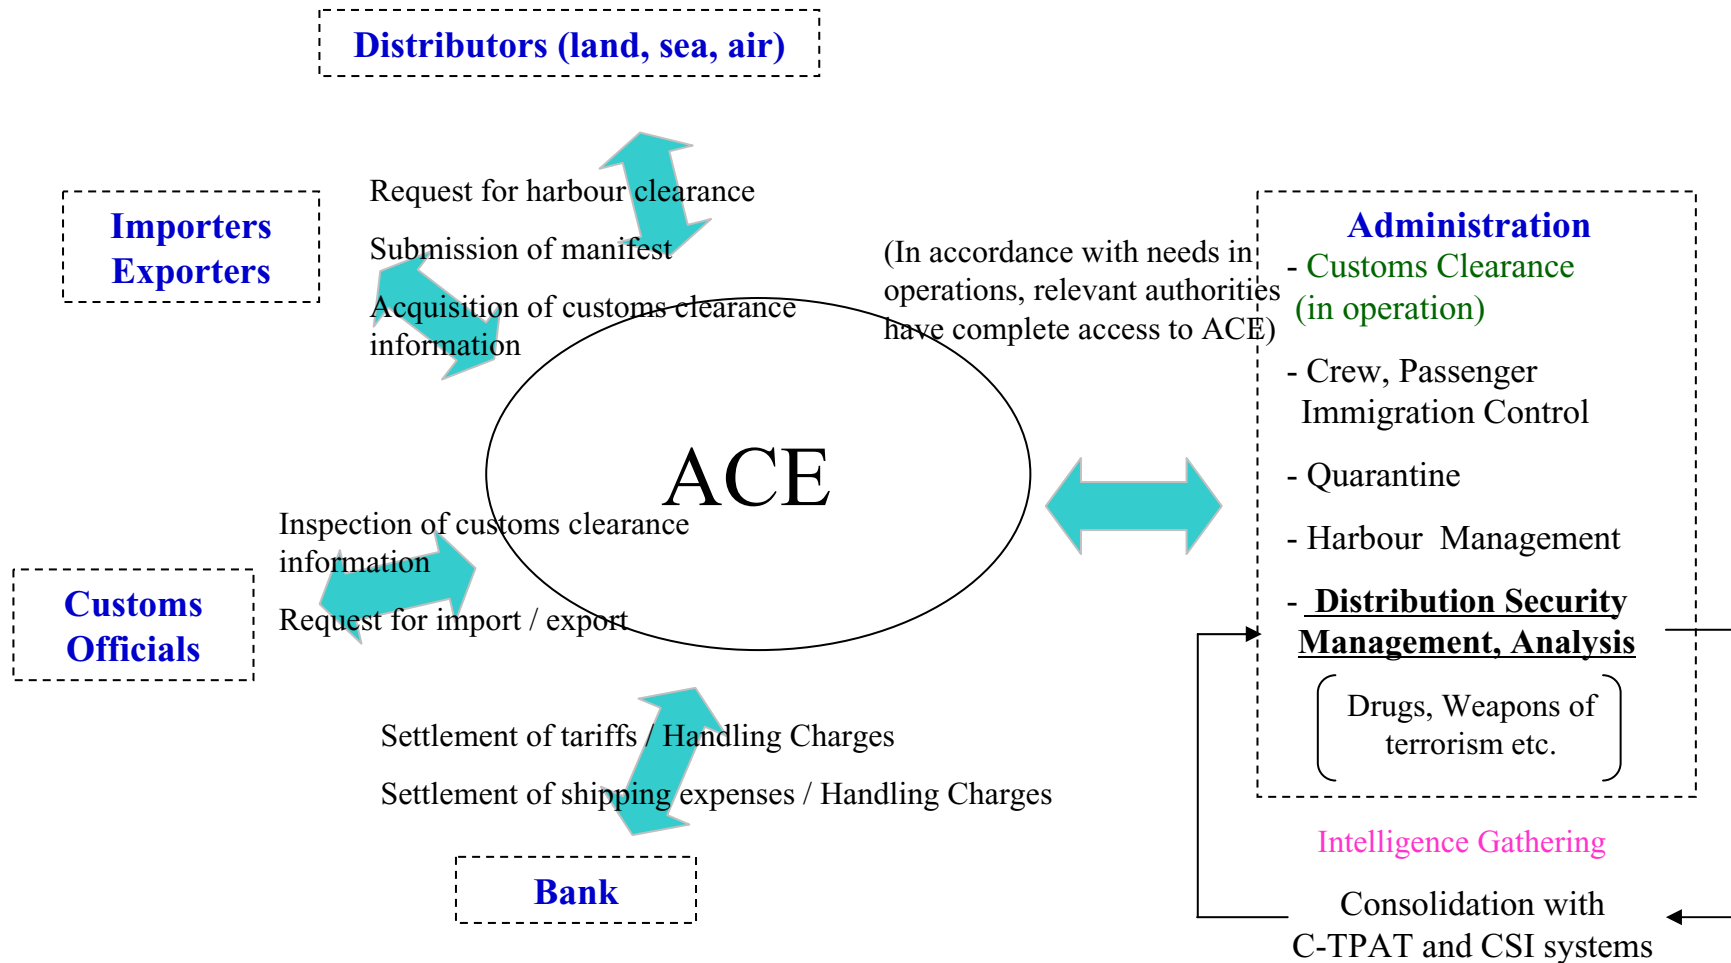 Distributors (land, sea, air)
Importers
Exporters
Request for harbour clearance
Submission of manifest
Acquisition of customs clearance
information
(In accordance with needs in
operations, relevant authorities
have complete access to ACE)
Administration
- Customs Clearance
(in operation)
- Crew, Passenger
Immigration Control
- Quarantine
- Harbour Management
- Distribution Security
Management, Analysis
Drugs, Weapons of
terrorism etc.
ACE
Inspection of customs clearance
information
Request for import / export
Customs
Officials
Settlement of tariffs / Handling Charges
Settlement of shipping expenses / Handling Charges
Bank
Intelligence Gathering
Consolidation with
C-TPAT and CSI systems